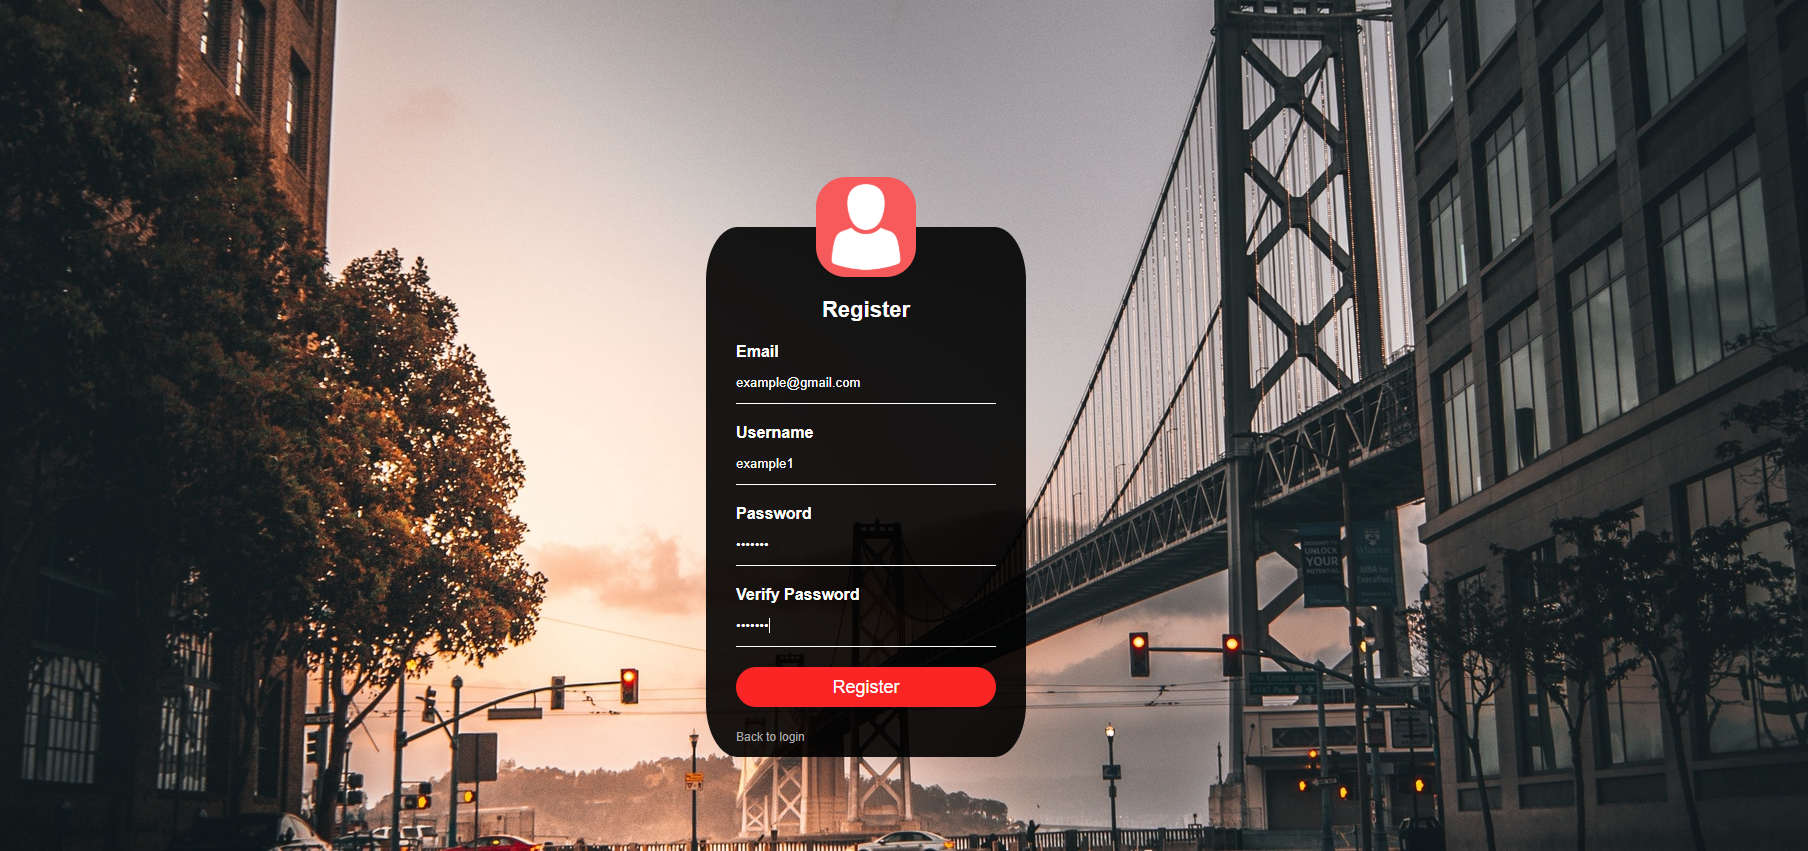 Register
Email
example@gmail.com
Username
example1
Password
•••••••
Verify Password
•••••••
Register
Back to login
UNLOCK
YOUR
POTENTIAL
Wharton
MBA for
Executives